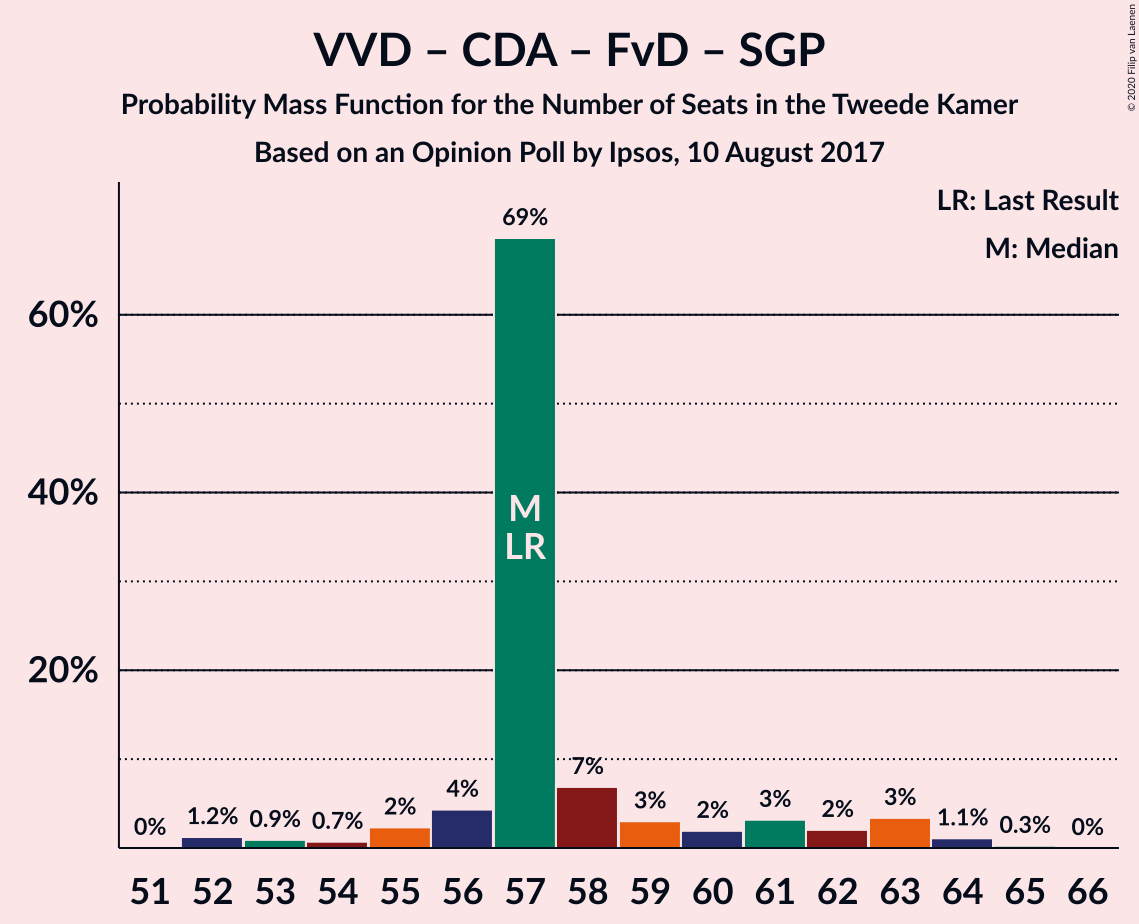 VVD – CDA – FvD – SGP
Probability Mass Function for the Number of Seats in the Tweede Kamer
Based on an Opinion Poll by Ipsos, 10 August 2017
© 2020 Filip van Laenen
LR: Last Result
M: Median
60%
40%
20%
0%
1.2%
0.9%
0.7%
2%
4%
69%
7%
3%
2%
3%
2%
3%
1.1%
0.3%
0%
M
LR
51 52 53 54 55 56 57 58 59 60 61 62 63 64 65 66